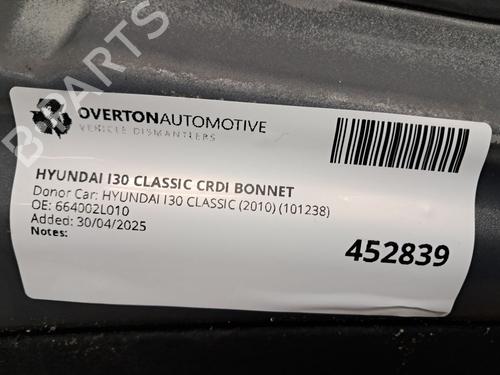 B-PARTS
OVERTONAUTOMOTIVE
VEHICLE DISMANTLERS
HYUNDAI I30 CLASSIC CRDI BONNET
Donor Car: HYUNDAI I30 CLASSIC (2010) (101238)
OE: 664002L010
Added: 30/04/2025
Notes:
452839